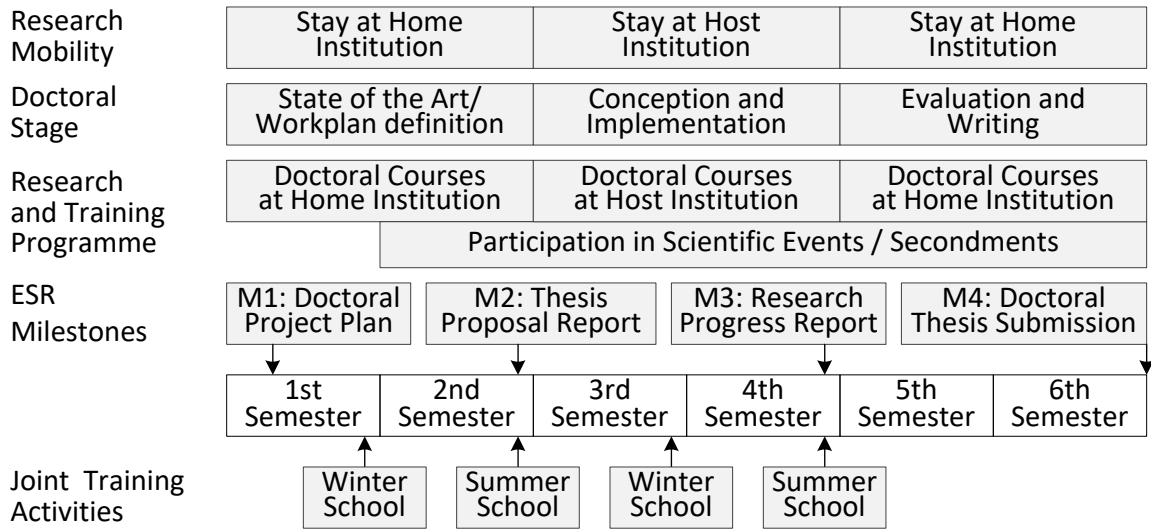 Research
Mobility
Stay at Home
Institution
Stay at Host
Institution
Stay at Home
Institution
Doctoral
Stage
State of the Art/
Workplan definition
Conception and
Implementation
Evaluation and
Writing
Research
and Training
Programme
Doctoral Courses
at Home Institution
Doctoral Courses
at Host Institution
Doctoral Courses
at Home Institution
Participation in Scientific Events / Secondments
ESR
Milestones
M1: Doctoral
Project Plan
M2: Thesis
Proposal Report
M3: Research
Progress Report
M4: Doctoral
Thesis Submission
1st
Semester
2nd
Semester
3rd
Semester
4th
Semester
5th
Semester
6th
Semester
Joint Training
Activities
Winter
School
Summer
School
Winter
School
Summer
School